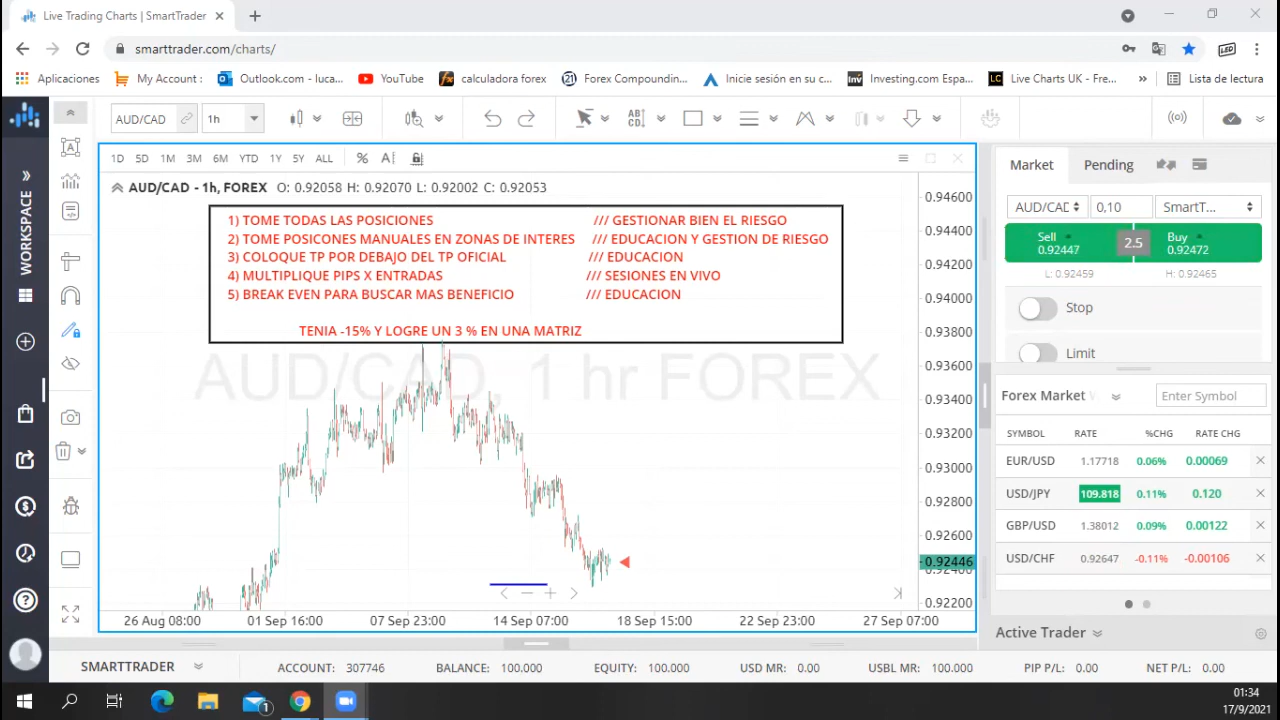 Live Trading Charts | SmartTrader
smarttrader.com/charts/
Aplicaciones
My Account :
Outlook.com - luca...
YouTube
calculadora forex
Forex Compoundin...
Inicie sesión en su c...
Investing.com Espa...
Live Charts UK - Fre...
Lista de lectura
AUD/CAD
1h
1D 5D 1M 3M 6M YTD 1Y 5Y ALL
AUD/CAD - 1h, FOREX O: 0.92058 H: 0.92070 L: 0.92002 C: 0.92053
1) TOME TODAS LAS POSICIONES /// GESTIONAR BIEN EL RIESGO
2) TOME POSICONES MANUALES EN ZONAS DE INTERES /// EDUCACION Y GESTION DE RIESGO
3) COLOQUE TP POR DEBAJO DEL TP OFICIAL /// EDUCACION
4) MULTIPLIQUE PIPS X ENTRADAS /// SESIONES EN VIVO
5) BREAK EVEN PARA BUSCAR MAS BENEFICIO /// EDUCACION
TENIA -15% Y LOGRE UN 3 % EN UNA MATRIZ
AUD/CAD, 1 hr FOREX
0.94600
0.94400
0.94200
0.94000
0.93800
0.93600
0.93400
0.93200
0.93000
0.92800
0.92600
0.92446
0.92400
0.92200
26 Aug 08:00 01 Sep 16:00 07 Sep 23:00 14 Sep 07:00 18 Sep 15:00 22 Sep 23:00 27 Sep 07:00
WORKSPACE
Market Pending
AUD/CAD 0,10 SmartT...
Sell Buy
0.92447 2.5 0.92472
L: 0.92459 H: 0.92465
Stop
Limit
Forex Market Enter Symbol
SYMBOL RATE %CHG RATE CHG
EUR/USD 1.17718 0.06% 0.00069
USD/JPY 109.818 0.11% 0.120
GBP/USD 1.38012 0.09% 0.00122
USD/CHF 0.92647 -0.11% -0.00106
Active Trader
SMARTTRADER ACCOUNT: 307746 BALANCE: 100.000 EQUITY: 100.000 USD MR: 0.00 USBL MR: 100.000 PIP P/L: 0.00 NET P/L: 0.00
01:34
17/9/2021